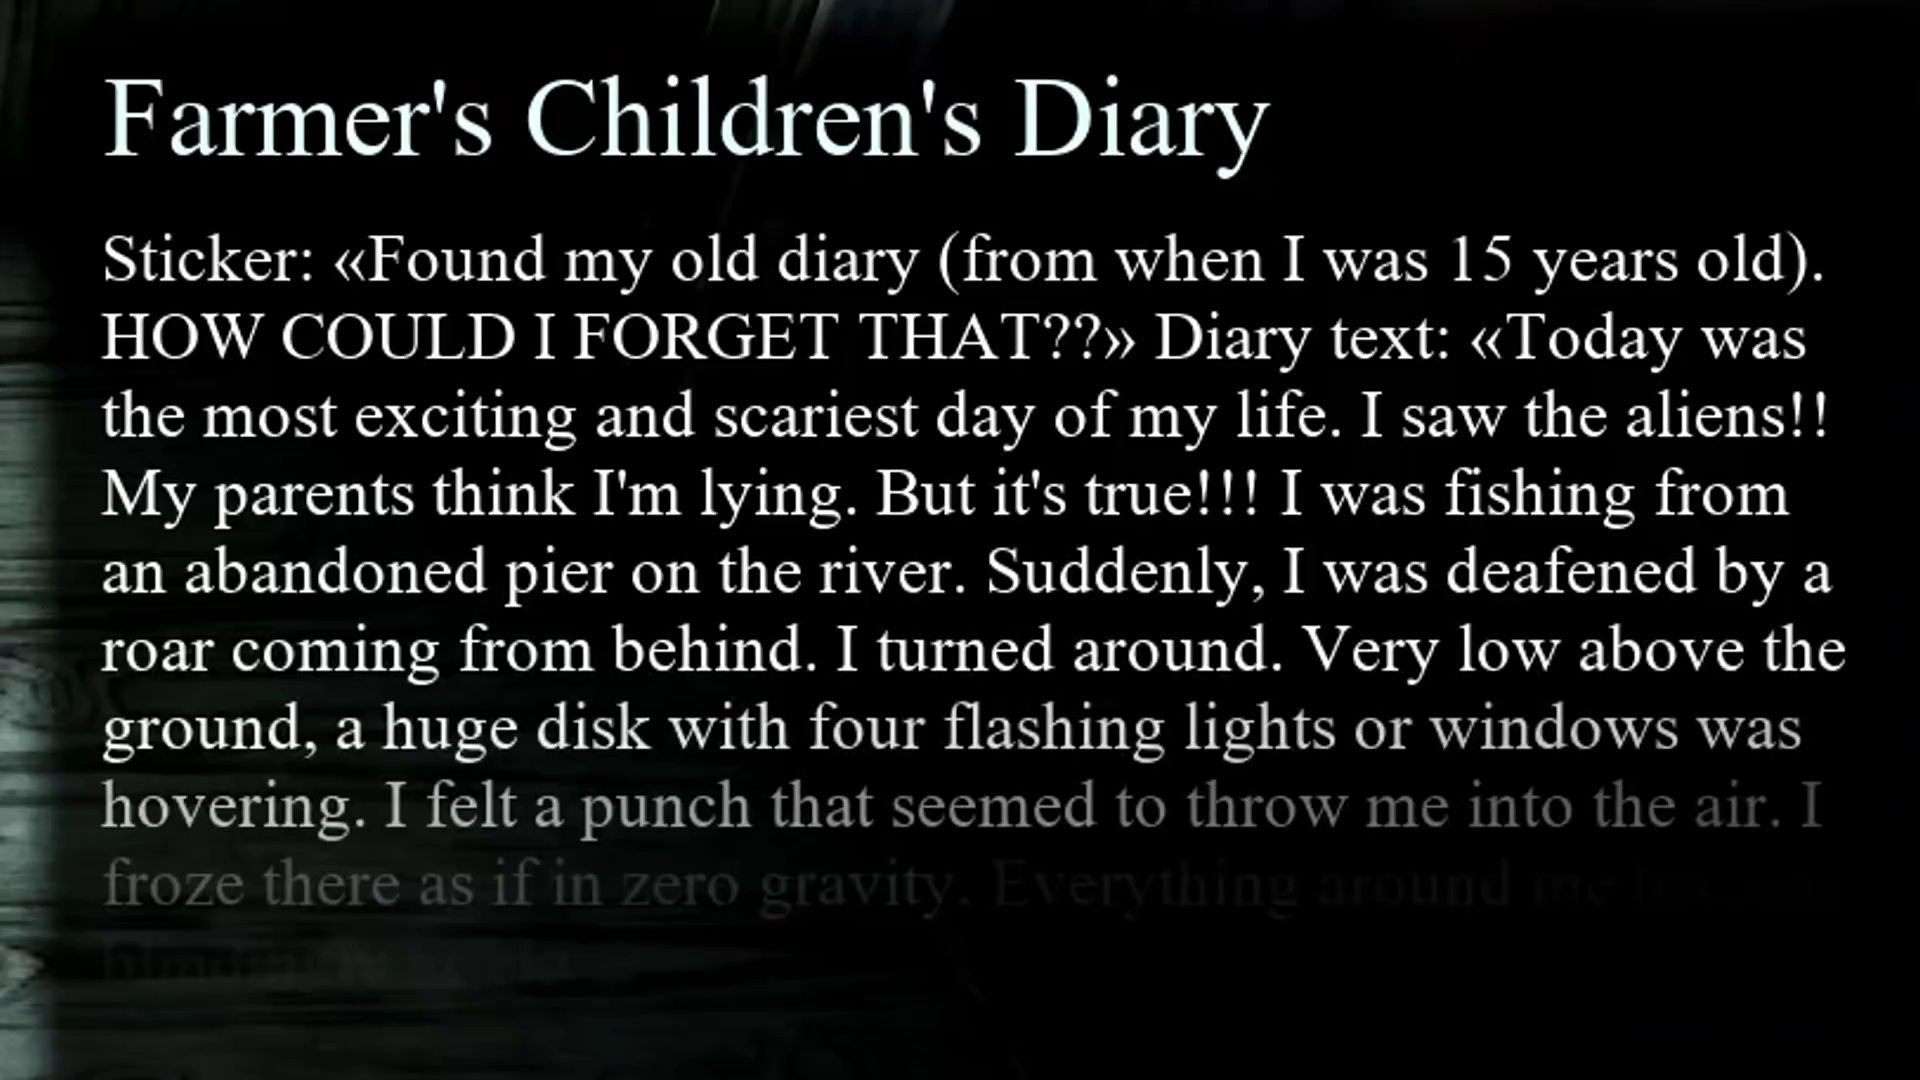 Farmer's Children's Diary
Sticker: «Found my old diary (from when I was 15 years old).
HOW COULD I FORGET THAT??» Diary text: «Today was
the most exciting and scariest day of my life. I saw the aliens!!
My parents think I'm lying. But it's true!!! I was fishing from
an abandoned pier on the river. Suddenly, I was deafened by a
roar coming from behind. I turned around. Very low above the
ground, a huge disk with four flashing lights or windows was
hovering. I felt a punch that seemed to throw me into the air. I
froze there as if in zero gravity. Everything around me